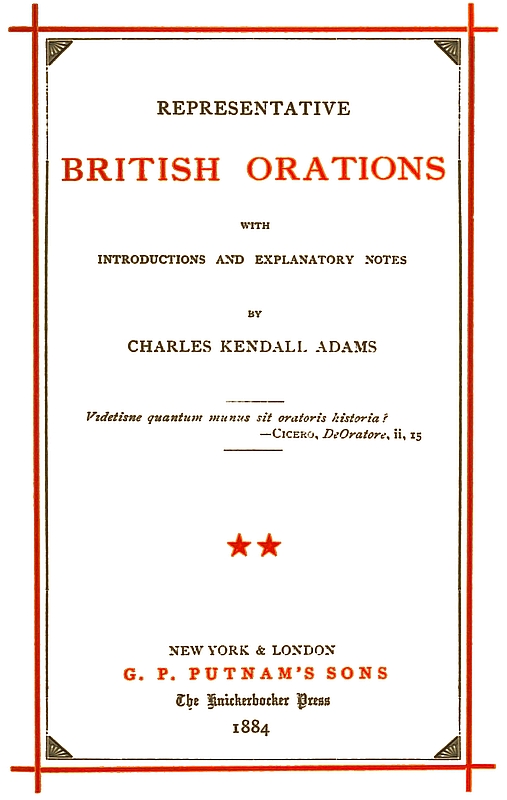 REPRESENTATIVE
BRITISH ORATIONS
WITH
INTRODUCTIONS AND EXPLANATORY NOTES
BY
CHARLES KENDALL ADAMS
Videtisne quantum munus sit oratoris historia?
—CICERO, DeOratore, ii, 15
NEW YORK & LONDON
G. P. PUTNAM'S SONS
The Knickerbocker Press
1884